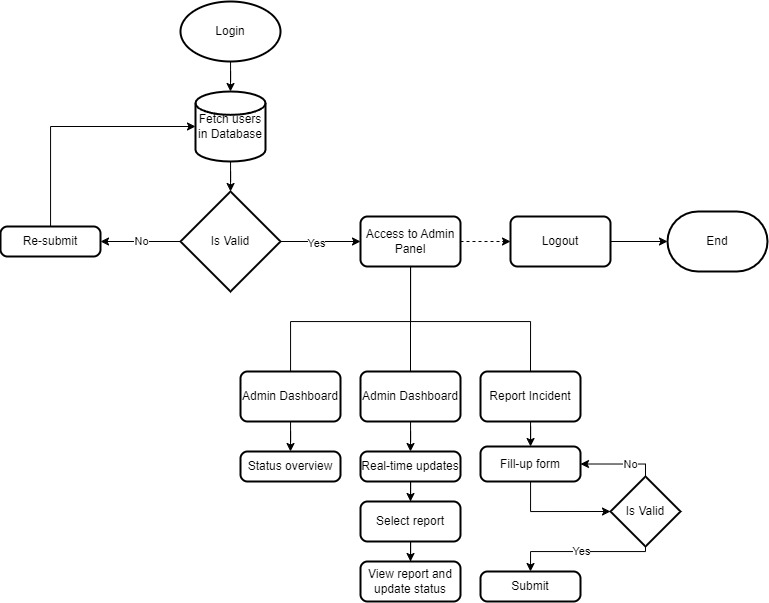 Login
Fetch users
in Database
Re-submit
No
Is Valid
Yes
Access to Admin
Panel
Logout
End
Admin Dashboard
Admin Dashboard
Report Incident
Status overview
Real-time updates
Fill-up form
No
Select report
Is Valid
Yes
View report and
update status
Submit